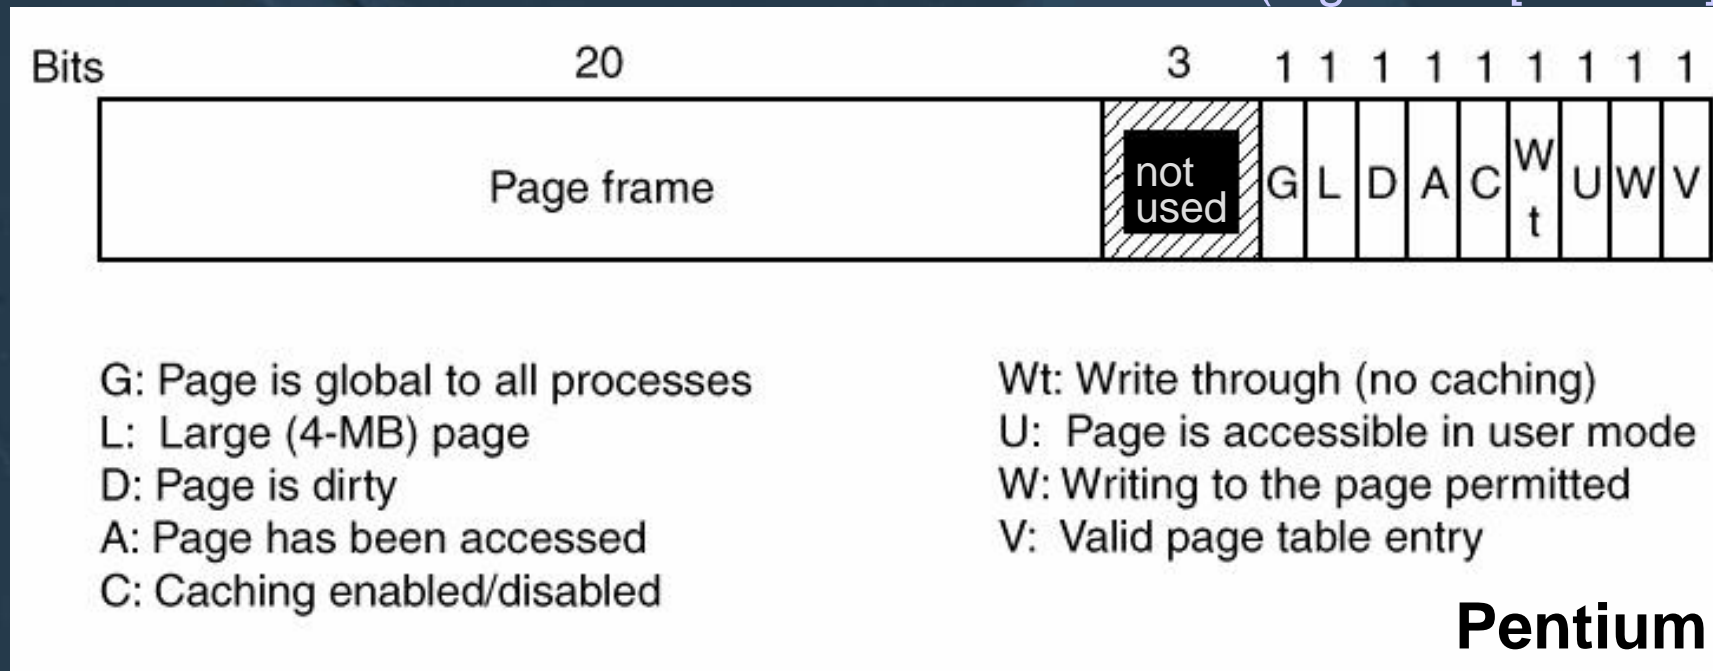 Bits 20 3 1 1 1 1 1 1 1 1 1
Page frame not used G L D A C Wt U W V
G: Page is global to all processes
L: Large (4-MB) page
D: Page is dirty
A: Page has been accessed
C: Caching enabled/disabled
Wt: Write through (no caching)
U: Page is accessible in user mode
W: Writing to the page permitted
V: Valid page table entry
Pentium